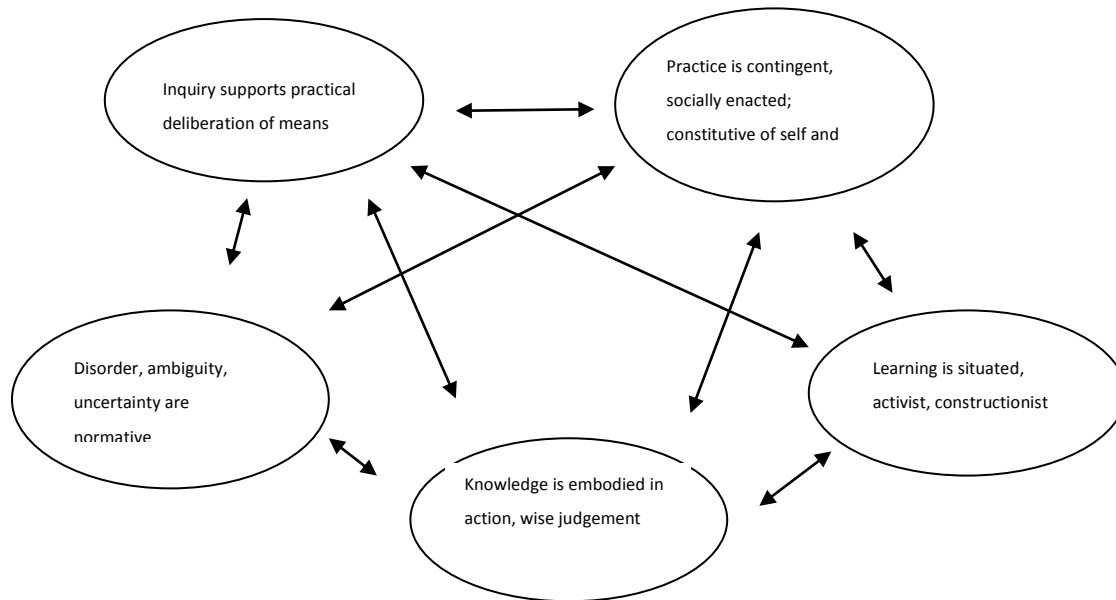 Inquiry supports practical
deliberation of means
Practice is contingent,
socially enacted;
constitutive of self and
Disorder, ambiguity,
uncertainty are
normative
Learning is situated,
activist, constructionist
Knowledge is embodied in
action, wise judgement